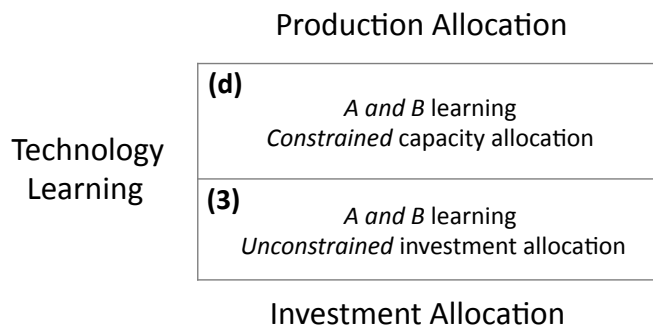 Production Allocation
(d)
A and B learning
Constrained capacity allocation
Technology
Learning
(3)
A and B learning
Unconstrained investment allocation
Investment Allocation